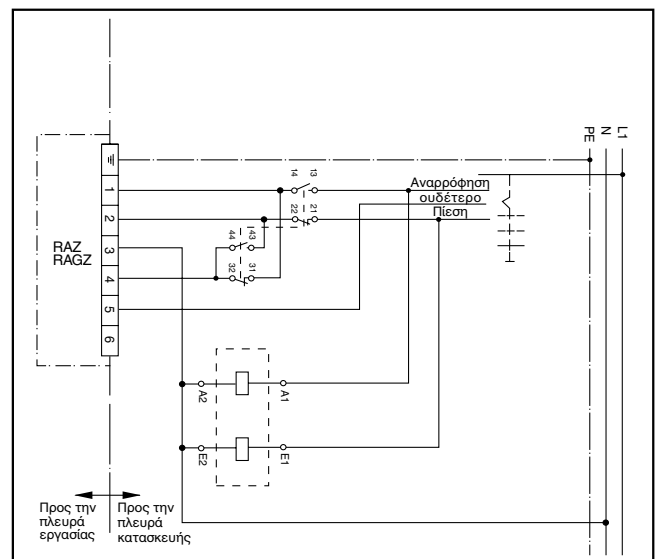 L1
N
PE
Αναρρόφηση
ουδέτερο
Πίεση
RAZ
RAGZ
1
2
3
4
5
6
14 13
22 21
44 43
32 31
A2 A1
E2 E1
Προς την
πλευρά
εργασίας
Προς την
πλευρά
κατασκευής